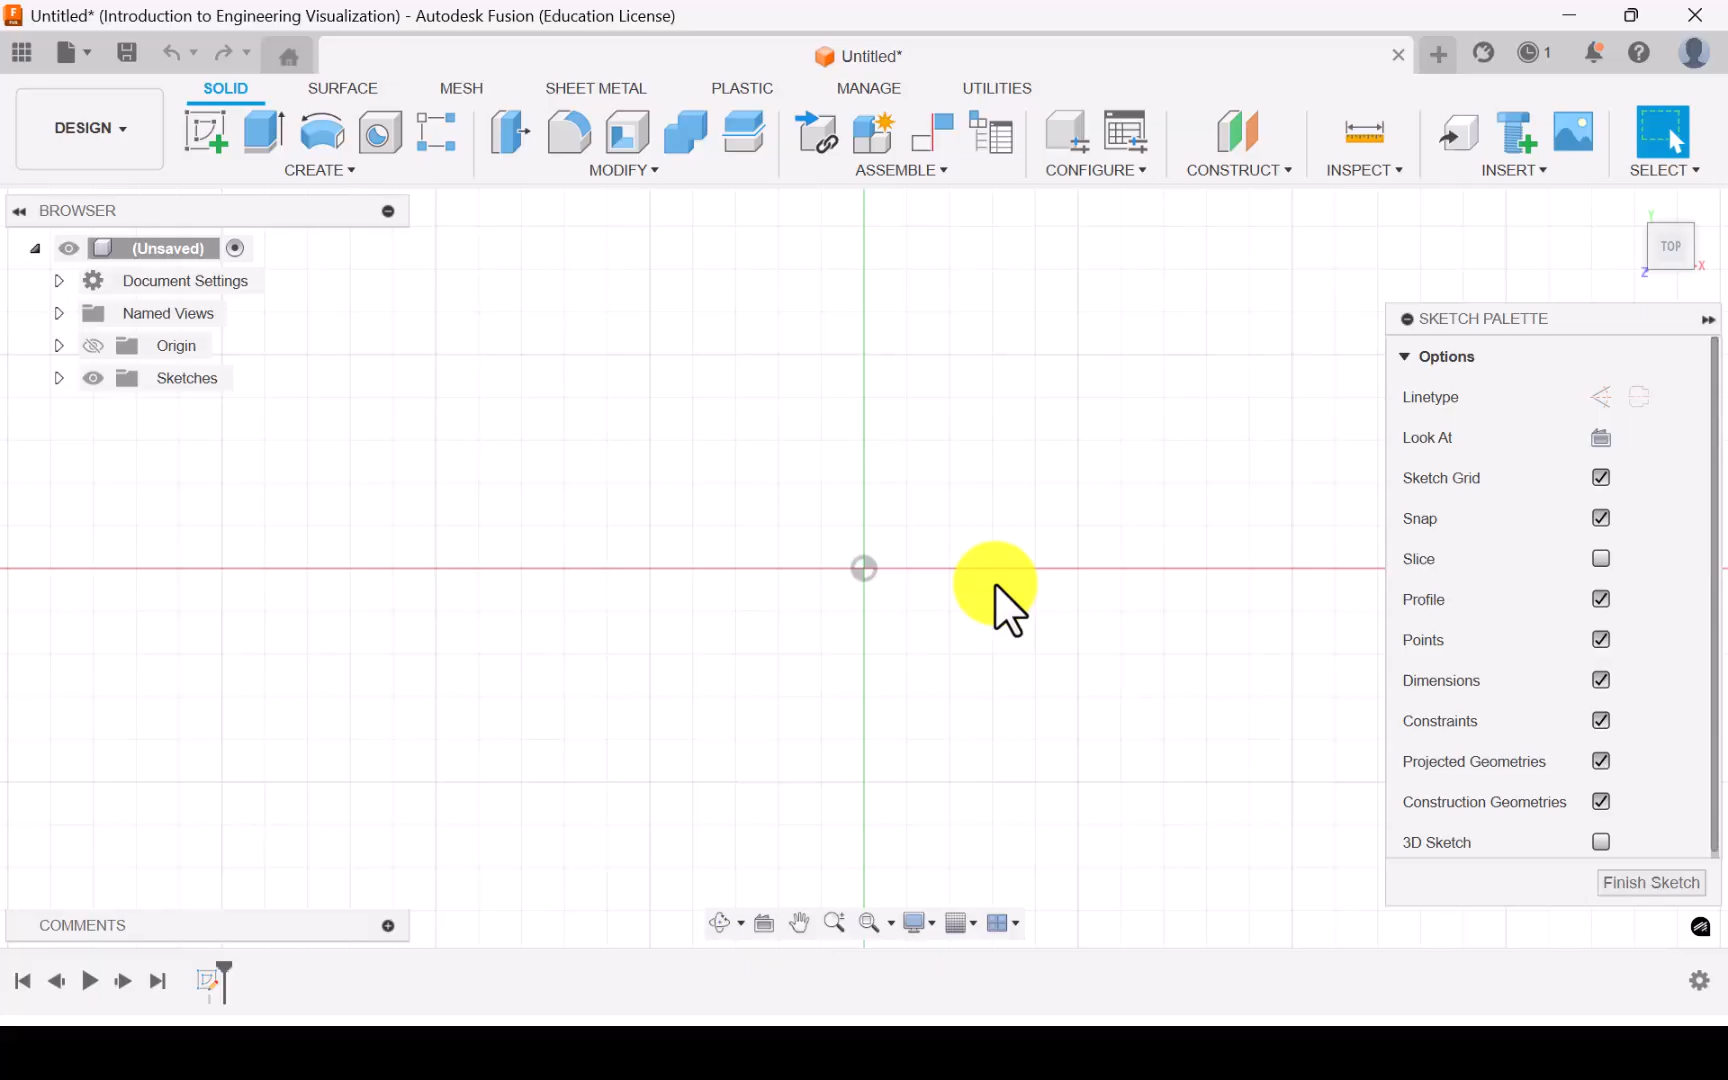 Untitled* (Introduction to Engineering Visualization) - Autodesk Fusion (Education License)
Untitled*
1
SOLID SURFACE MESH SHEET METAL PLASTIC MANAGE UTILITIES
DESIGN
CREATE MODIFY ASSEMBLE CONFIGURE CONSTRUCT INSPECT INSERT SELECT
BROWSER
(Unsaved)
Document Settings
Named Views
Origin
Sketches
Y
TOP
Z X
SKETCH PALETTE
Options
Linetype
Look At
Sketch Grid
Snap
Slice
Profile
Points
Dimensions
Constraints
Projected Geometries
Construction Geometries
3D Sketch
Finish Sketch
COMMENTS